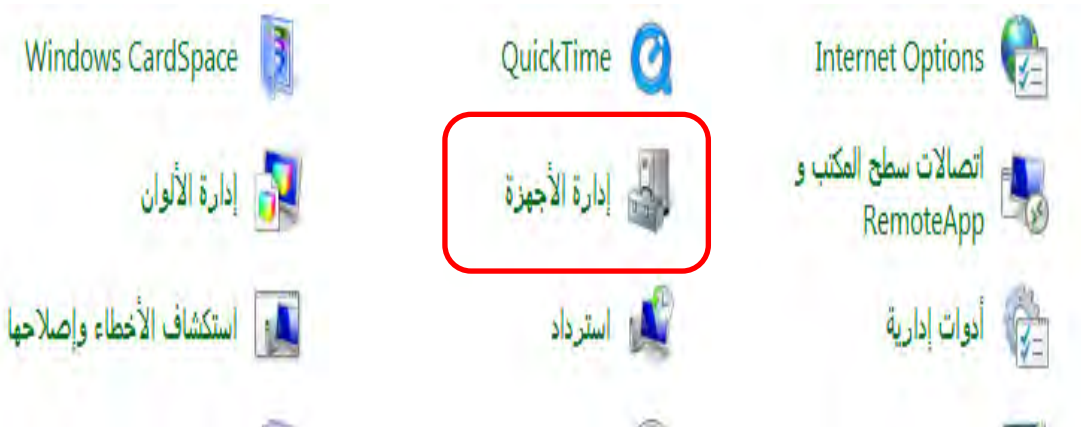 Internet Options
QuickTime
Windows CardSpace
اتصالات سطح المكتب و
RemoteApp
إدارة الأجهزة
إدارة الألوان
أدوات إدارية
استرداد
استكشاف الأخطاء وإصلاحها